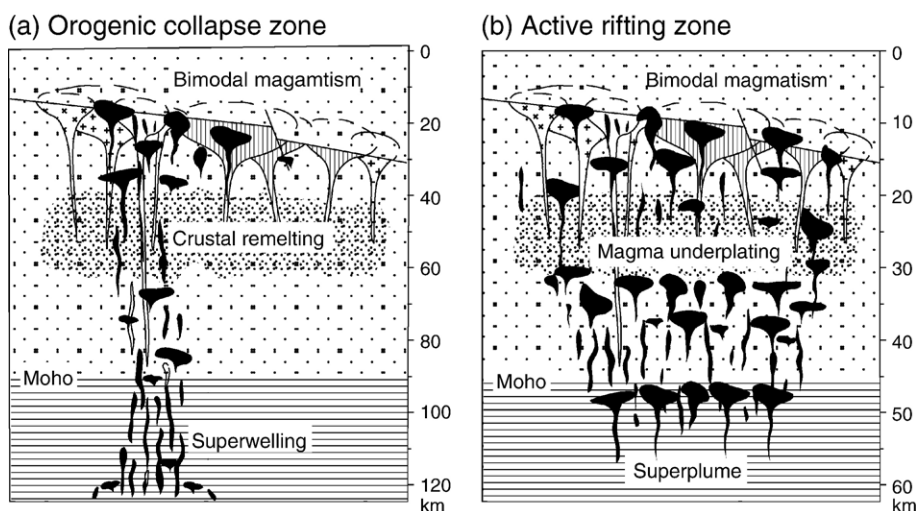 (a) Orogenic collapse zone
Bimodal magamtism
Crustal remelting
Moho
Superwelling
0
20
40
60
80
100
120
km
(b) Active rifting zone
Bimodal magmatism
Magma underplating
Moho
Superplume
0
10
20
30
40
50
60
km